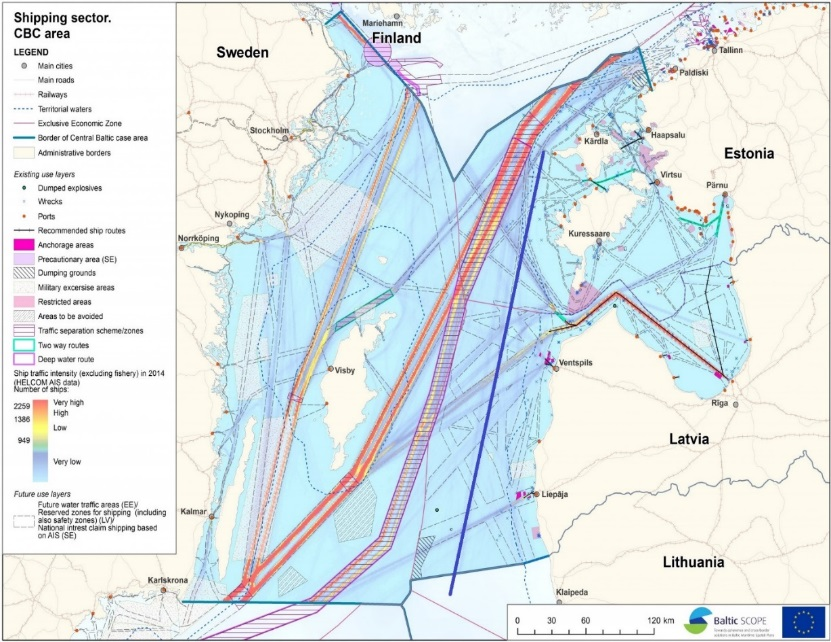 Shipping sector.
CBC area
LEGEND
Main cities
Main roads
Railways
Territorial waters
Exclusive Economic Zone
Border of Central Baltic case area
Administrative borders
Existing use layers
Dumped explosives
Wrecks
Ports
Recommended ship routes
Anchorage areas
Precautionary area (SE)
Dumping grounds
Military excersise areas
Restricted areas
Areas to be avoided
Traffic separation scheme/zones
Two way routes
Deep water route
Ship traffic intensity (excluding fishery) in 2014
(HELCOM AIS data)
Number of ships:
2259 Very high
1386 High
Low
949
Very low
Future use layers
Future water traffic areas (EE)/
Reserved zones for shipping (including
also safety zones) (LV)/
National intrest claim shipping based
on AIS (SE)
Mariehamn
Finland
Sweden
Tallinn
Paldiski
Stockholm
Kärdla
Haapsalu
Estonia
Virtsu
Pärnu
Nykoping
Norrköping
Kuressaare
Visby
Ventspils
Rīga
Latvia
Kalmar
Liepāja
Lithuania
Karlskrona
Klaipeda
0 30 60 120 km
Baltic SCOPE